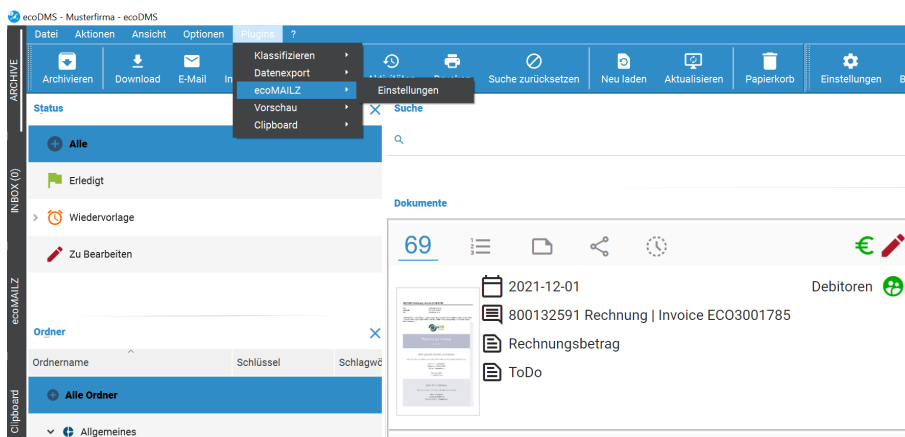 ecoDMS - Musterfirma - ecoDMS
Datei Aktionen Ansicht Optionen Plugins ?
Archivieren Download E-Mail Suche zurücksetzen Neu laden Aktualisieren Papierkorb Einstellungen
Klassifizieren
Datenexport
ecoMAILZ Einstellungen
Vorschau
Clipboard
ARCHIVE
INBOX (0)
ecoMAILZ
Clipboard
Status
Alle
Erledigt
Wiedervorlage
Zu Bearbeiten
Ordner
Ordnername Schlüssel Schlagwö
Alle Ordner
Allgemeines
Suche
Dokumente
69
2021-12-01 Debitoren
800132591 Rechnung | Invoice ECO3001785
Rechnungsbetrag
ToDo